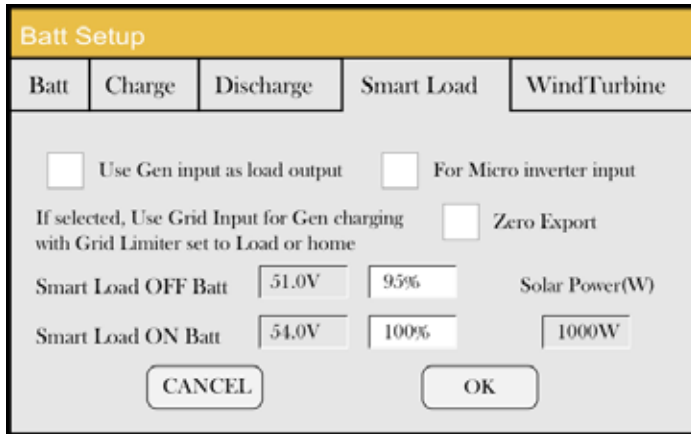 Batt Setup
Batt Charge Discharge Smart Load WindTurbine
Use Gen input as load output For Micro inverter input
If selected, Use Grid Input for Gen charging
with Grid Limiter set to Load or home
Zero Export
Smart Load OFF Batt 51.0V 95% Solar Power(W)
Smart Load ON Batt 54.0V 100% 1000W
CANCEL OK